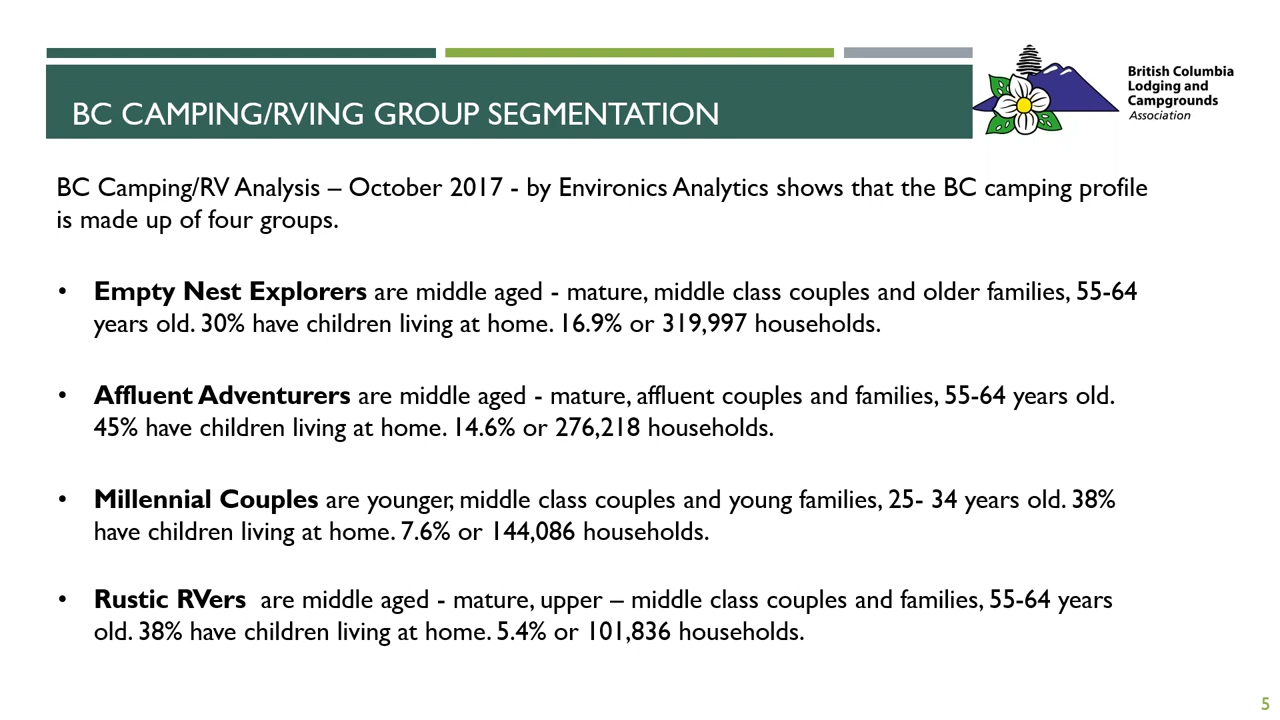 BC CAMPING/RVING GROUP SEGMENTATION
British Columbia
Lodging and
Campgrounds
Association
BC Camping/RV Analysis – October 2017 - by Environics Analytics shows that the BC camping profile
is made up of four groups.
• Empty Nest Explorers are middle aged - mature, middle class couples and older families, 55-64
years old. 30% have children living at home. 16.9% or 319,997 households.
• Affluent Adventurers are middle aged - mature, affluent couples and families, 55-64 years old.
45% have children living at home. 14.6% or 276,218 households.
• Millennial Couples are younger, middle class couples and young families, 25- 34 years old. 38%
have children living at home. 7.6% or 144,086 households.
• Rustic RVers are middle aged - mature, upper – middle class couples and families, 55-64 years
old. 38% have children living at home. 5.4% or 101,836 households.
5